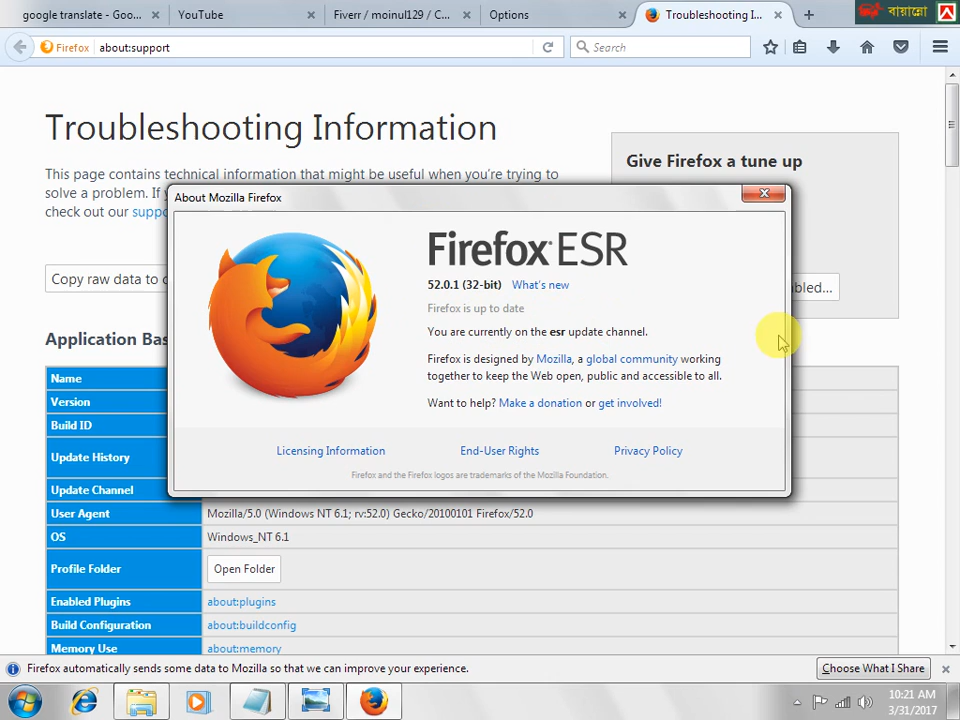 google translate - Goo...
YouTube
Fiverr / moinul129 / C...
Options
Troubleshooting I...
বায়ান্নো
Firefox
about:support
Search
Troubleshooting Information
This page contains technical information that might be useful when you're trying to
solve a problem. If y
check out our suppo
Give Firefox a tune up
Copy raw data to c
bled...
Application Bas
Name
Version
Build ID
Update History
Update Channel
User Agent
Mozilla/5.0 (Windows NT 6.1; rv:52.0) Gecko/20100101 Firefox/52.0
OS
Windows_NT 6.1
Profile Folder
Open Folder
Enabled Plugins
about:plugins
Build Configuration
about:buildconfig
Memory Use
about:memory
About Mozilla Firefox
Firefox ESR
52.0.1 (32-bit) What's new
Firefox is up to date
You are currently on the esr update channel.
Firefox is designed by Mozilla, a global community working
together to keep the Web open, public and accessible to all.
Want to help? Make a donation or get involved!
Licensing Information
End-User Rights
Privacy Policy
Firefox and the Firefox logos are trademarks of the Mozilla Foundation.
Firefox automatically sends some data to Mozilla so that we can improve your experience.
Choose What I Share
10:21 AM
3/31/2017